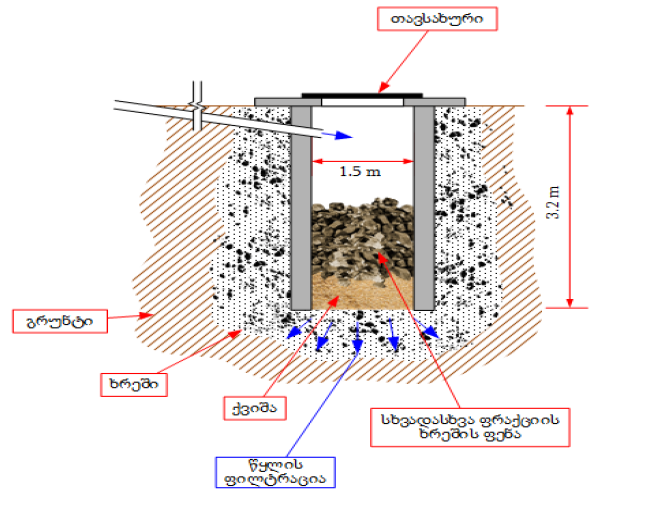 თავსახური
1.5 m
3.2 m
გრუნტი
ხრეში
ქვიშა
სხვადასხვა ფრაქციის
ხრეშის ფენა
წყლის
ფილტრაცია